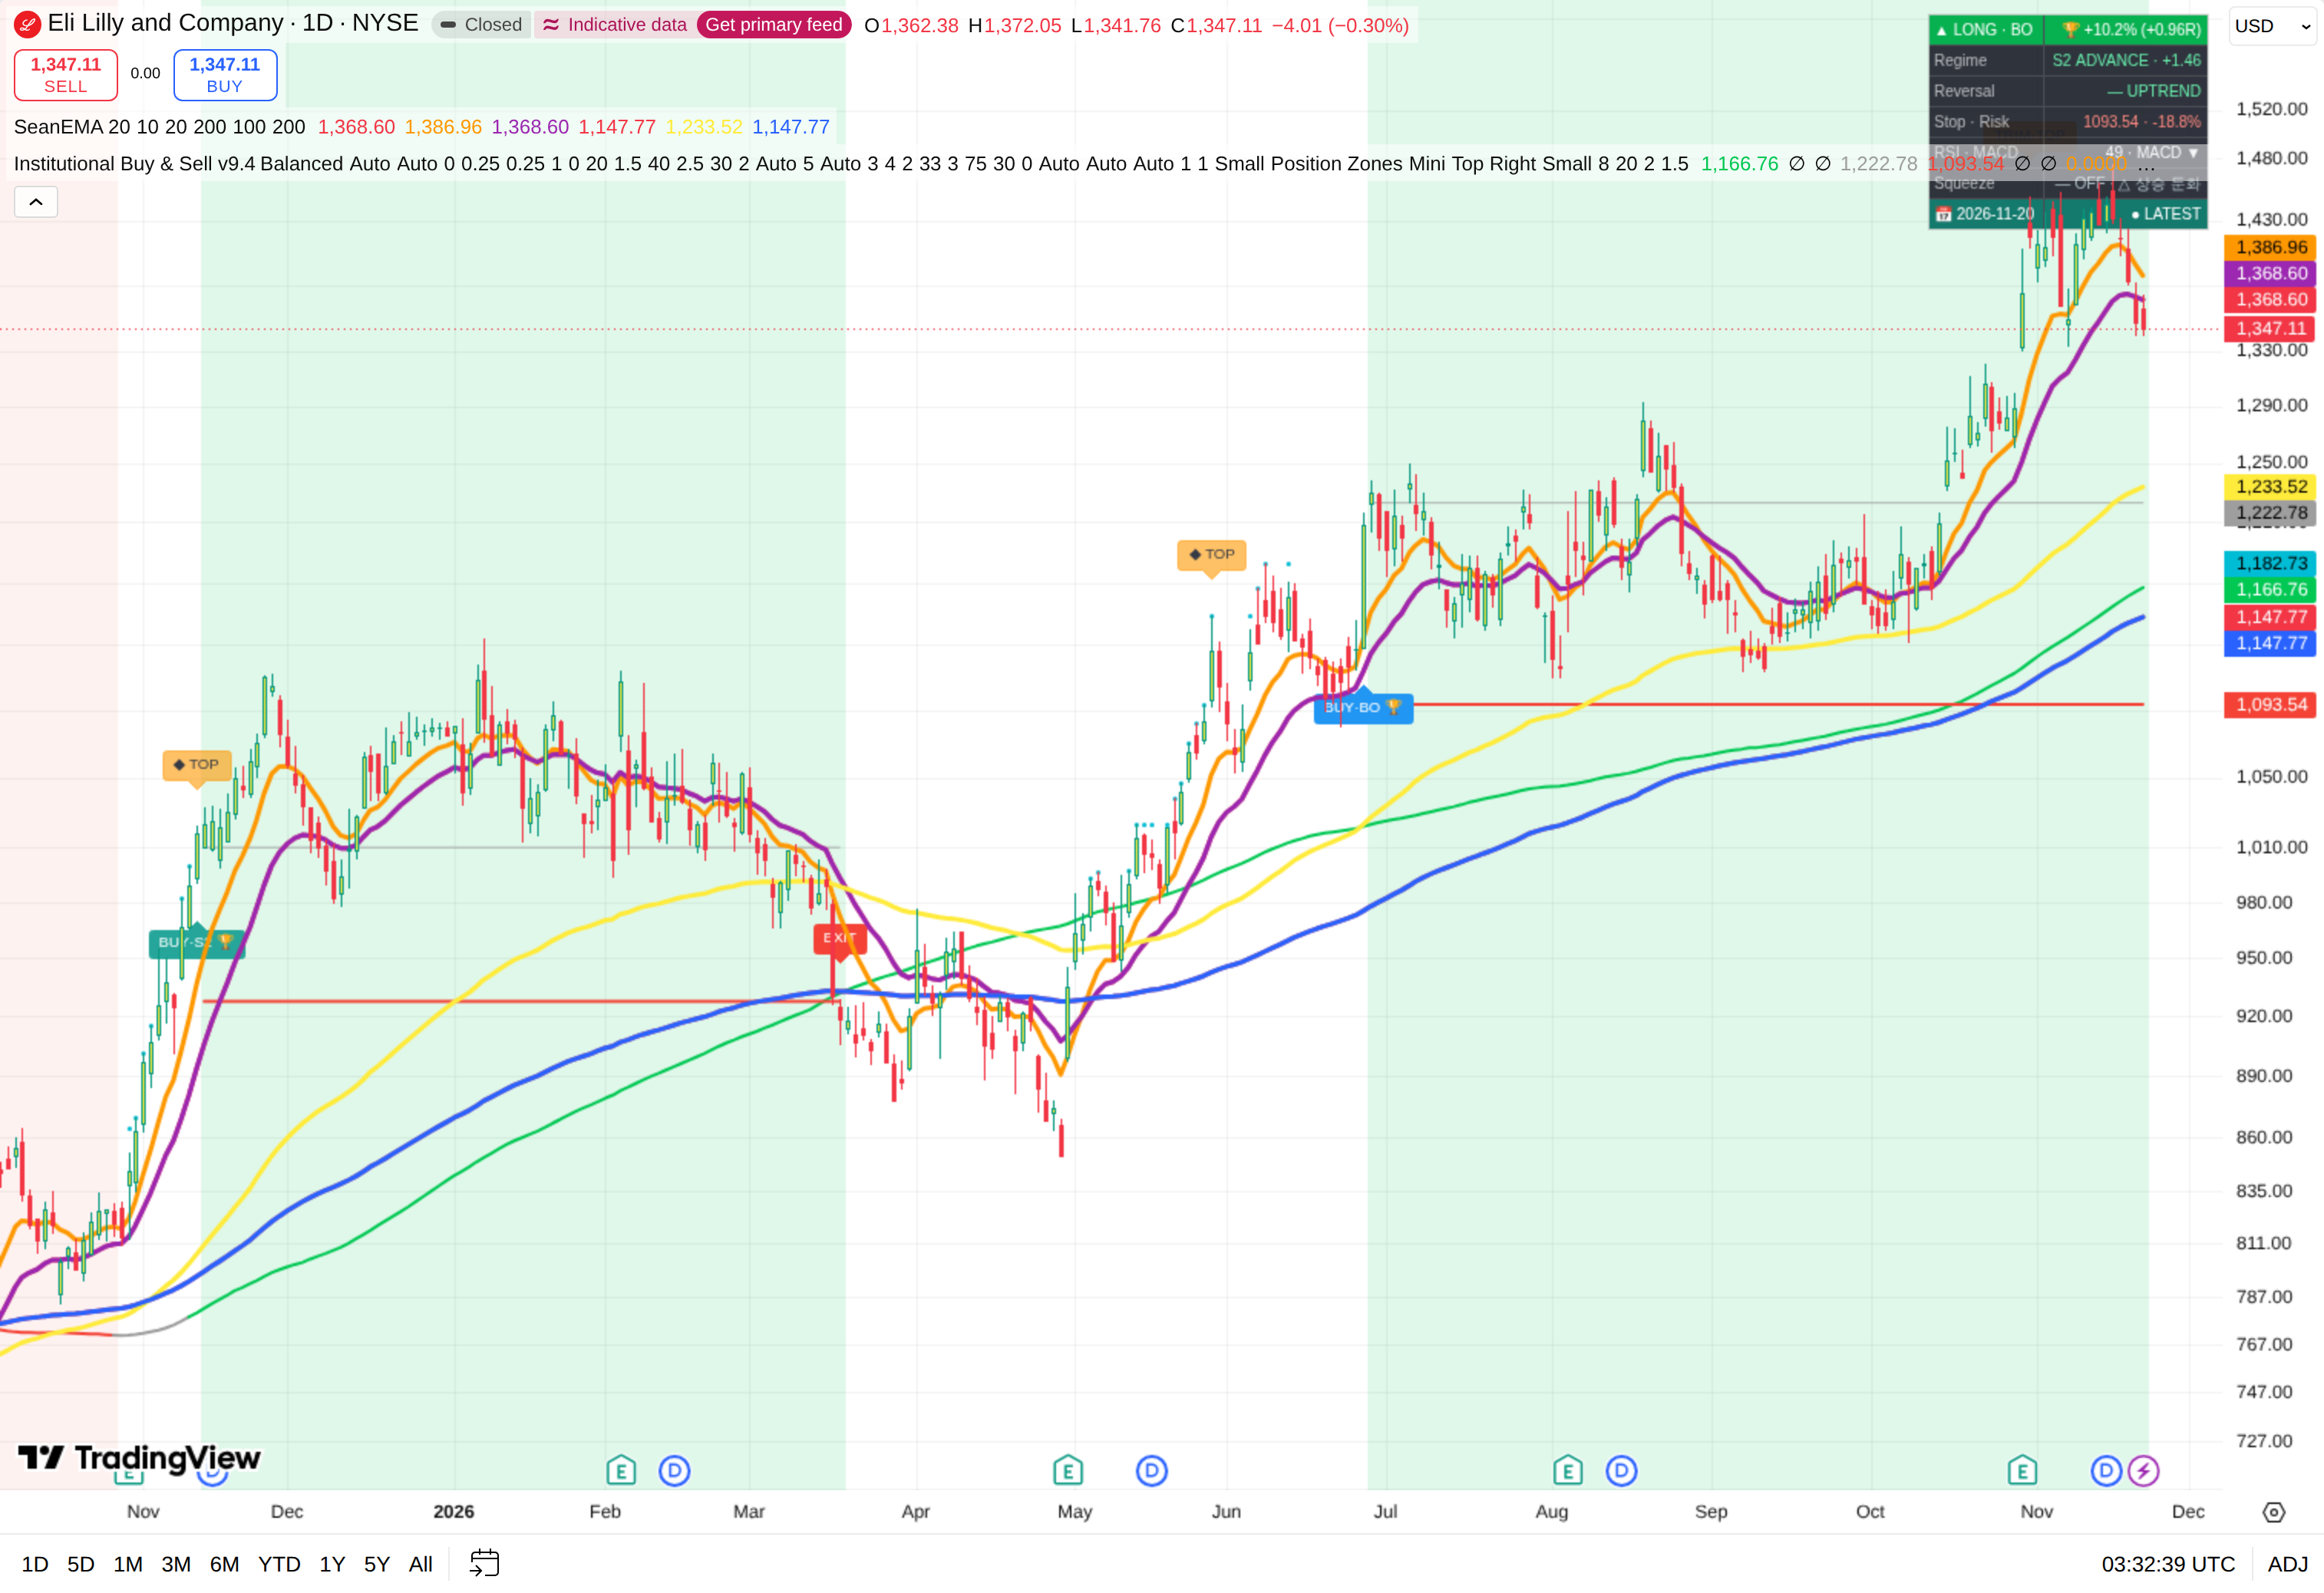 Eli Lilly and Company · 1D · NYSE Closed Indicative data Get primary feed O1,362.38 H1,372.05 L1,341.76 C1,347.11 −4.01 (−0.30%)
1,347.11 SELL 0.00 1,347.11 BUY
SeanEMA 20 10 20 200 100 200 1,368.60 1,386.96 1,368.60 1,147.77 1,233.52 1,147.77
Institutional Buy & Sell v9.4 Balanced Auto Auto 0 0.25 0.25 1 0 20 1.5 40 2.5 30 2 Auto 5 Auto 3 4 2 33 3 75 30 0 Auto Auto Auto 1 1 Small Position Zones Mini Top Right Small 8 20 2 1.5 1,166.76 ∅ ∅ 1,222.78 1,093.54 ∅ ∅ 0.0000 …
▲ LONG · BO 🏆 +10.2% (+0.96R)
Regime S2 ADVANCE · +1.46
Reversal — UPTREND
Stop · Risk 1093.54 · -18.8%
RSI · MACD 49 · MACD ▼
Squeeze — OFF · △ 상승 둔화
📅 2026-11-20 ● LATEST
USD
1,520.00
1,480.00
1,430.00
1,386.96
1,368.60
1,368.60
1,347.11
1,330.00
1,290.00
1,250.00
1,233.52
1,222.78
1,182.73
1,166.76
1,147.77
1,147.77
1,093.54
1,050.00
1,010.00
980.00
950.00
920.00
890.00
860.00
835.00
811.00
787.00
767.00
747.00
727.00
◆ TOP
◆ TOP
BUY-BO 🏆
BUY-S2 🏆
EXIT
TradingView
E D E D E D E D E D
Nov Dec 2026 Feb Mar Apr May Jun Jul Aug Sep Oct Nov Dec
1D 5D 1M 3M 6M YTD 1Y 5Y All
03:32:39 UTC ADJ